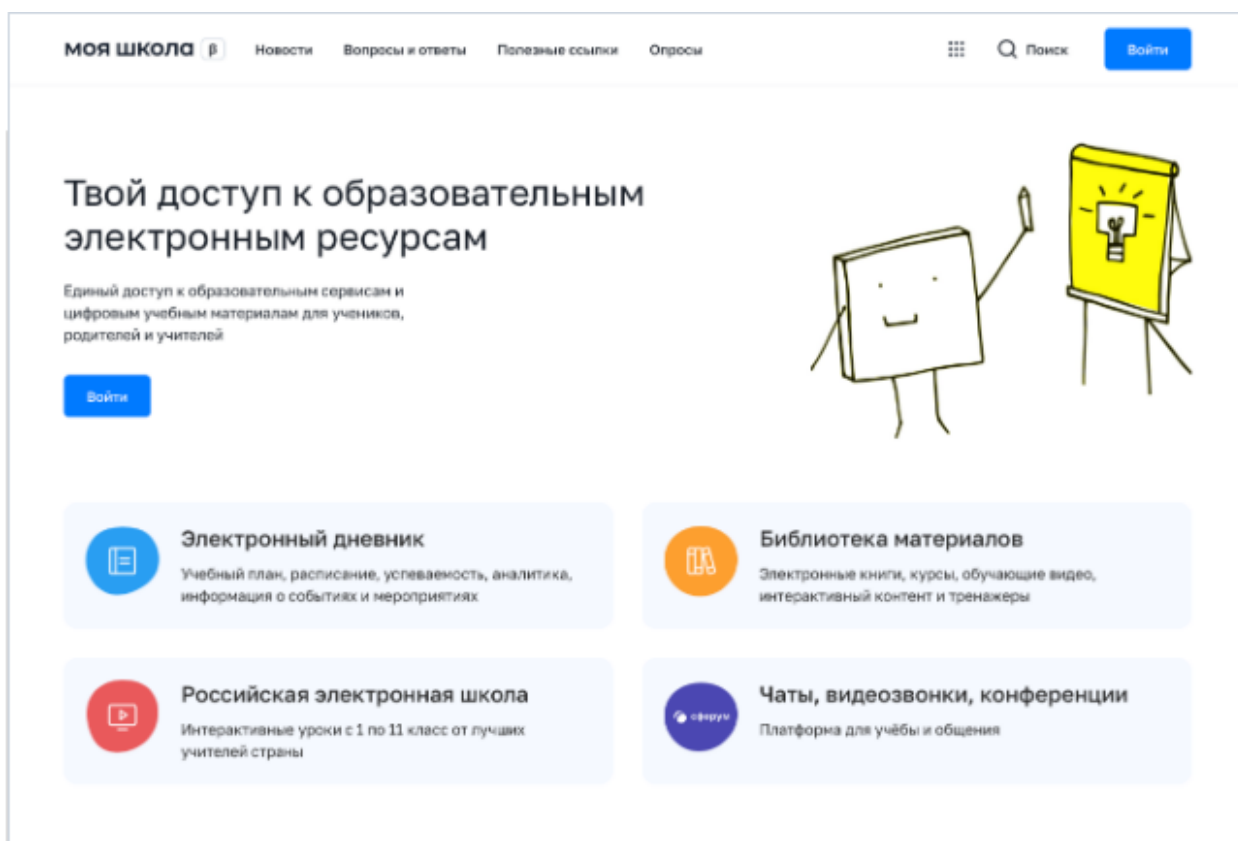 МОЯ ШКОЛА β Новости Вопросы и ответы Полезные ссылки Опросы Поиск Войти
Твой доступ к образовательным
электронным ресурсам
Единый доступ к образовательным сервисам и
цифровым учебным материалам для учеников,
родителей и учителей
Войти
Электронный дневник
Учебный план, расписание, успеваемость, аналитика,
информация о событиях и мероприятиях
Библиотека материалов
Электронные книги, курсы, обучающие видео,
интерактивный контент и тренажеры
Российская электронная школа
Интерактивные уроки с 1 по 11 класс от лучших
учителей страны
сферум
Чаты, видеозвонки, конференции
Платформа для учёбы и общения